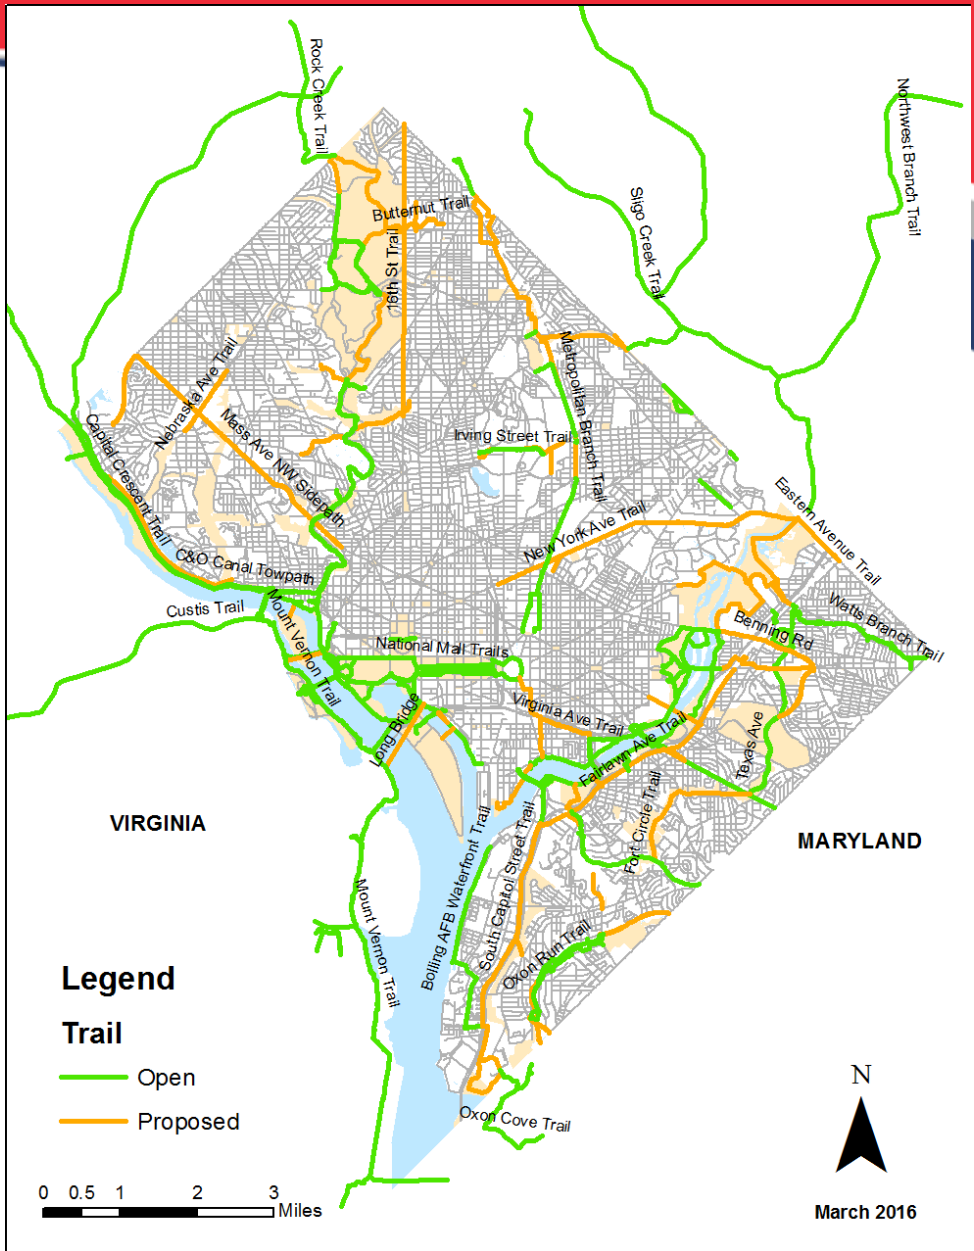 Rock Creek Trail
Northwest Branch Trail
Sligo Creek Trail
Butternut Trail
16th St Trail
Metropolitan Branch Trail
Nebraska Ave Trail
Mass Ave NW Sidepath
Capital Crescent Trail
Irving Street Trail
New York Ave Trail
Eastern Avenue Trail
C&O Canal Towpath
Custis Trail
Mount Vernon Trail
Watts Branch Trail
Benning Rd
National Mall Trails
Virginia Ave Trail
Long Bridge
Fairlawn Ave Trail
Texas Ave
VIRGINIA
MARYLAND
Fort Circle Trail
Bolling AFB Waterfront Trail
South Capitol Street Trail
Mount Vernon Trail
Oxon Run Trail
Oxon Cove Trail
Legend
Trail
Open
Proposed
0 0.5 1 2 3
Miles
N
March 2016